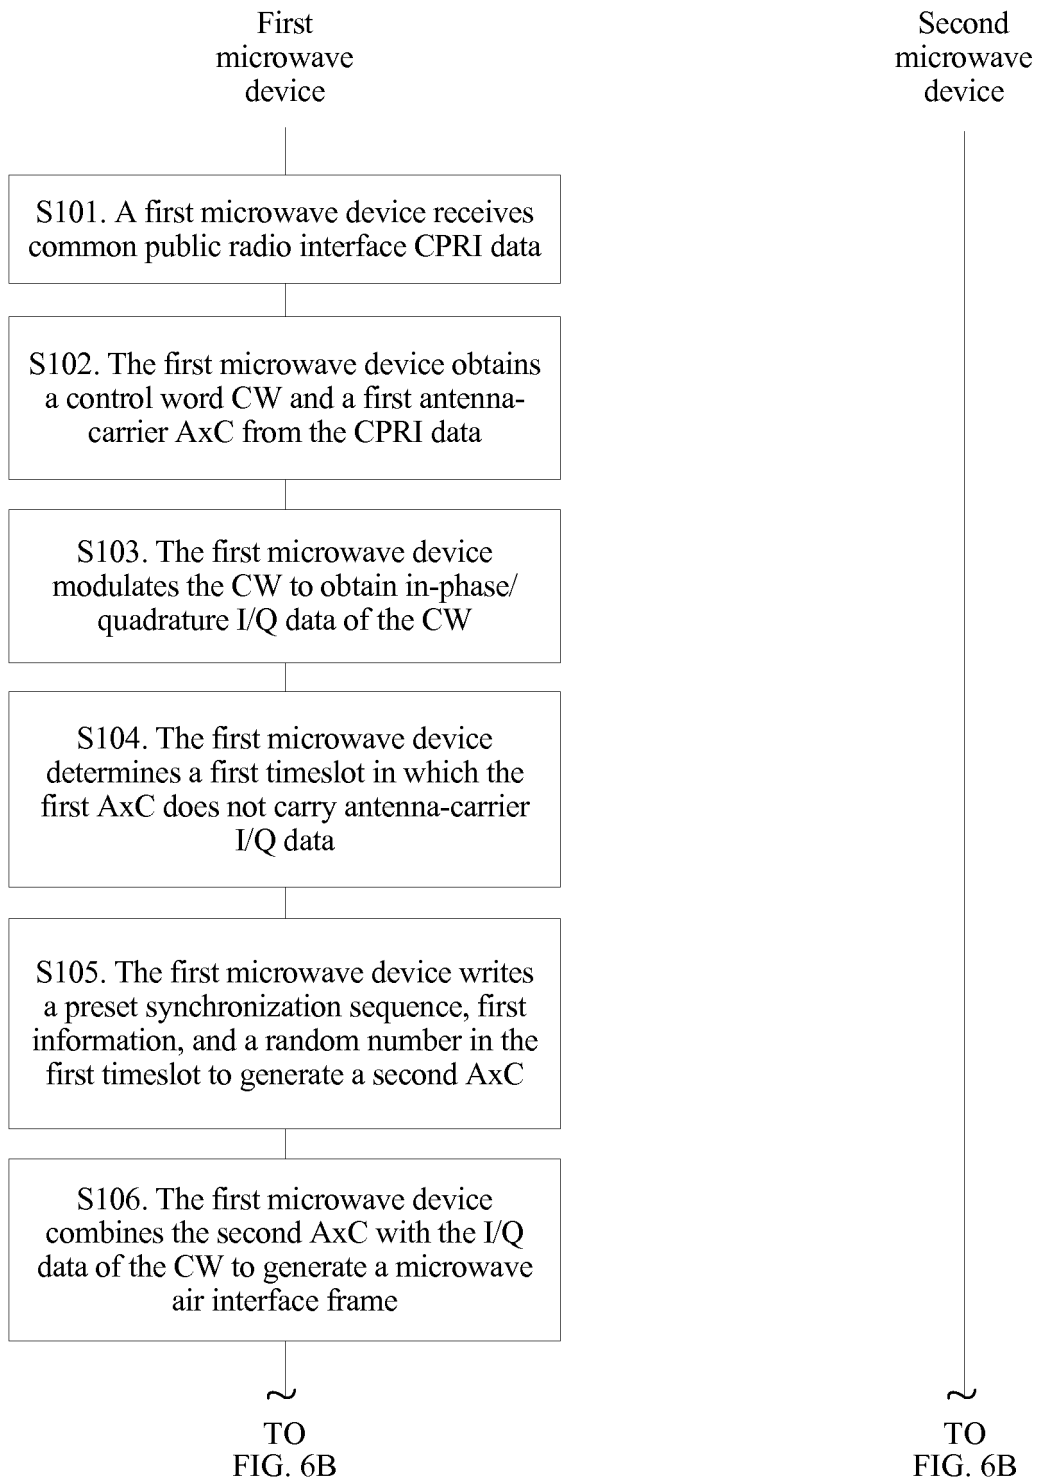 First
microwave
device
Second
microwave
device
S101. A first microwave device receives
common public radio interface CPRI data
S102. The first microwave device obtains
a control word CW and a first antenna-
carrier AxC from the CPRI data
S103. The first microwave device
modulates the CW to obtain in-phase/
quadrature I/Q data of the CW
S104. The first microwave device
determines a first timeslot in which the
first AxC does not carry antenna-carrier
I/Q data
S105. The first microwave device writes
a preset synchronization sequence, first
information, and a random number in the
first timeslot to generate a second AxC
S106. The first microwave device
combines the second AxC with the I/Q
data of the CW to generate a microwave
air interface frame
TO
FIG. 6B
TO
FIG. 6B